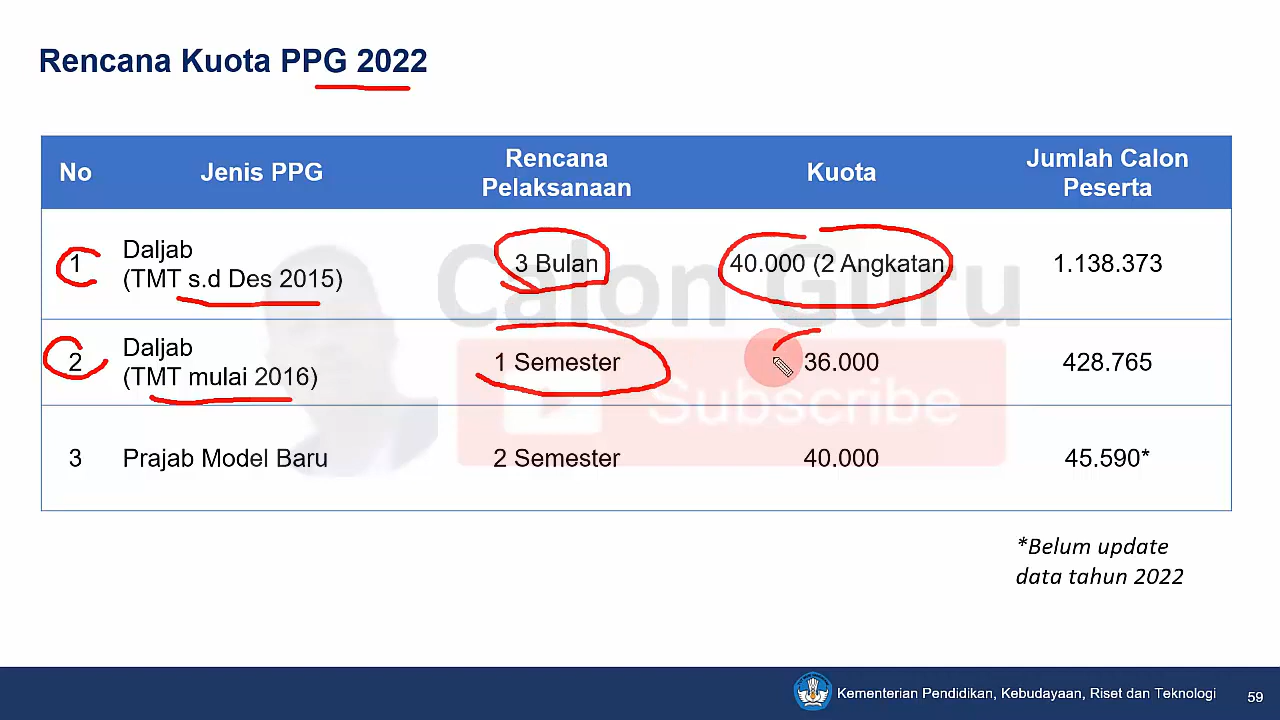 Rencana Kuota PPG 2022
No Jenis PPG Rencana Pelaksanaan Kuota Jumlah Calon Peserta
1 Daljab (TMT s.d Des 2015) 3 Bulan 40.000 (2 Angkatan) 1.138.373
2 Daljab (TMT mulai 2016) 1 Semester 36.000 428.765
3 Prajab Model Baru 2 Semester 40.000 45.590*
Calon Guru
Subscribe
*Belum update
data tahun 2022
Kementerian Pendidikan, Kebudayaan, Riset dan Teknologi
59